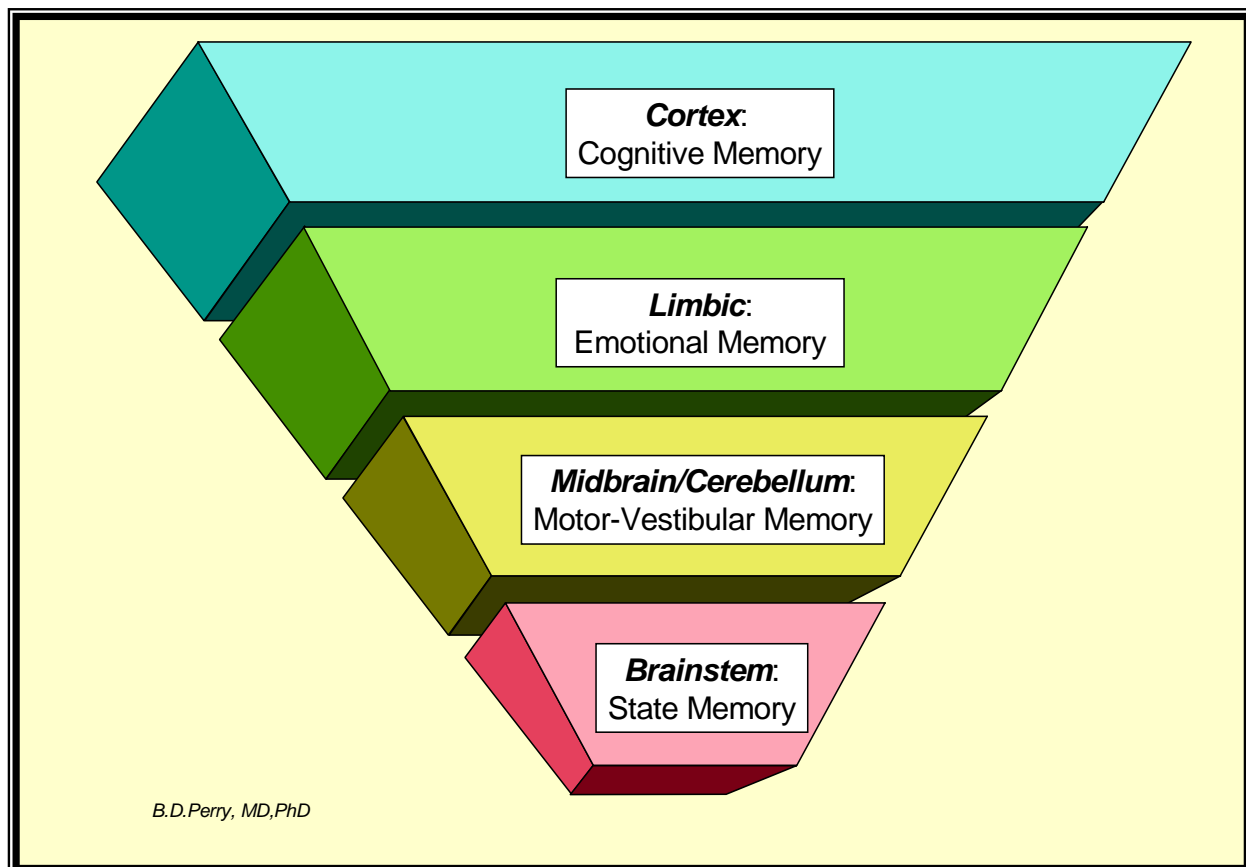 Cortex:
Cognitive Memory
Limbic:
Emotional Memory
Midbrain/Cerebellum:
Motor-Vestibular Memory
Brainstem:
State Memory
B.D.Perry, MD,PhD